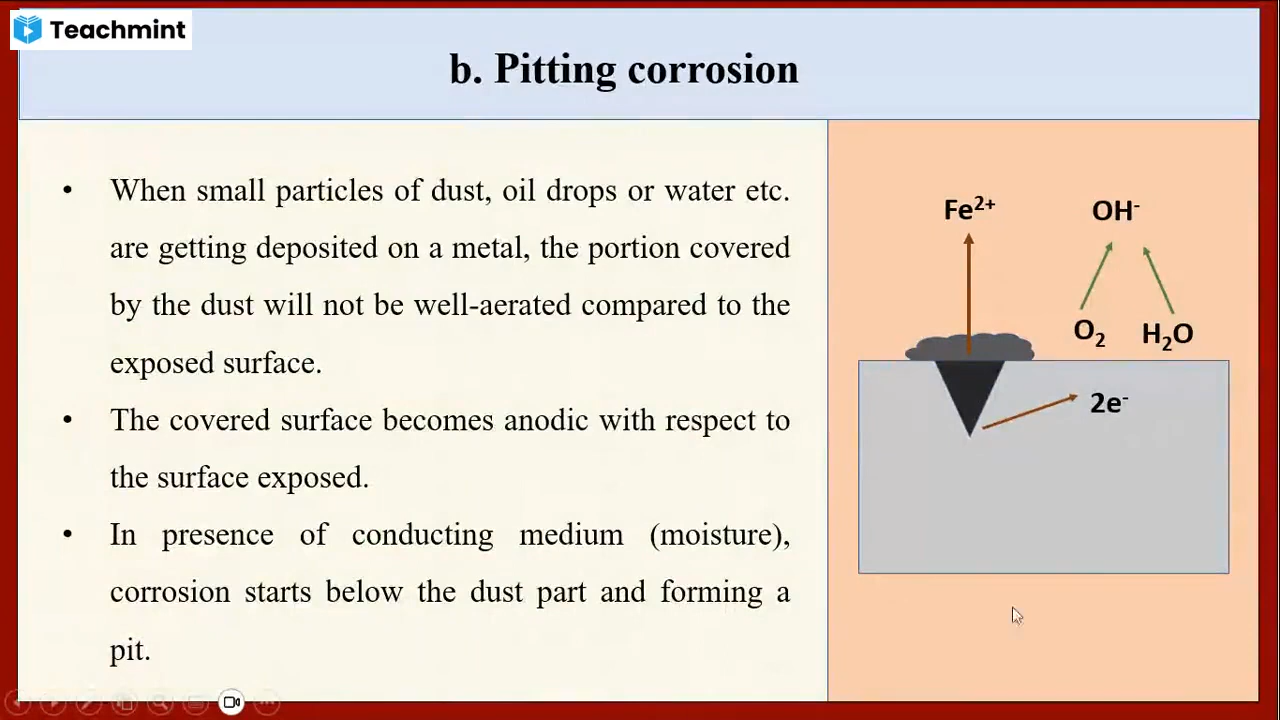 Teachmint
b. Pitting corrosion
• When small particles of dust, oil drops or water etc.
are getting deposited on a metal, the portion covered
by the dust will not be well-aerated compared to the
exposed surface.
• The covered surface becomes anodic with respect to
the surface exposed.
• In presence of conducting medium (moisture),
corrosion starts below the dust part and forming a
pit.
Fe²⁺
OH⁻
O₂
H₂O
2e⁻